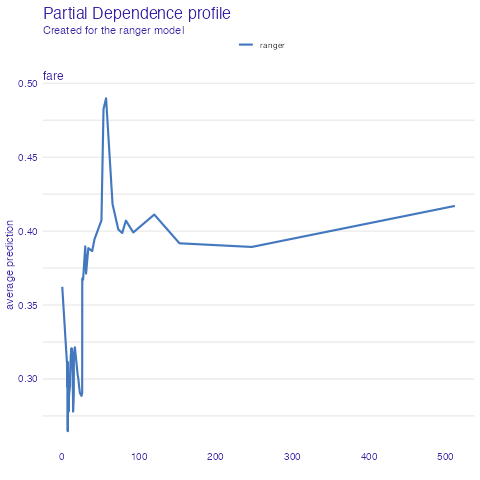 Partial Dependence profile
Created for the ranger model
ranger
fare
0.50
0.45
0.40
0.35
0.30
average prediction
0 100 200 300 400 500